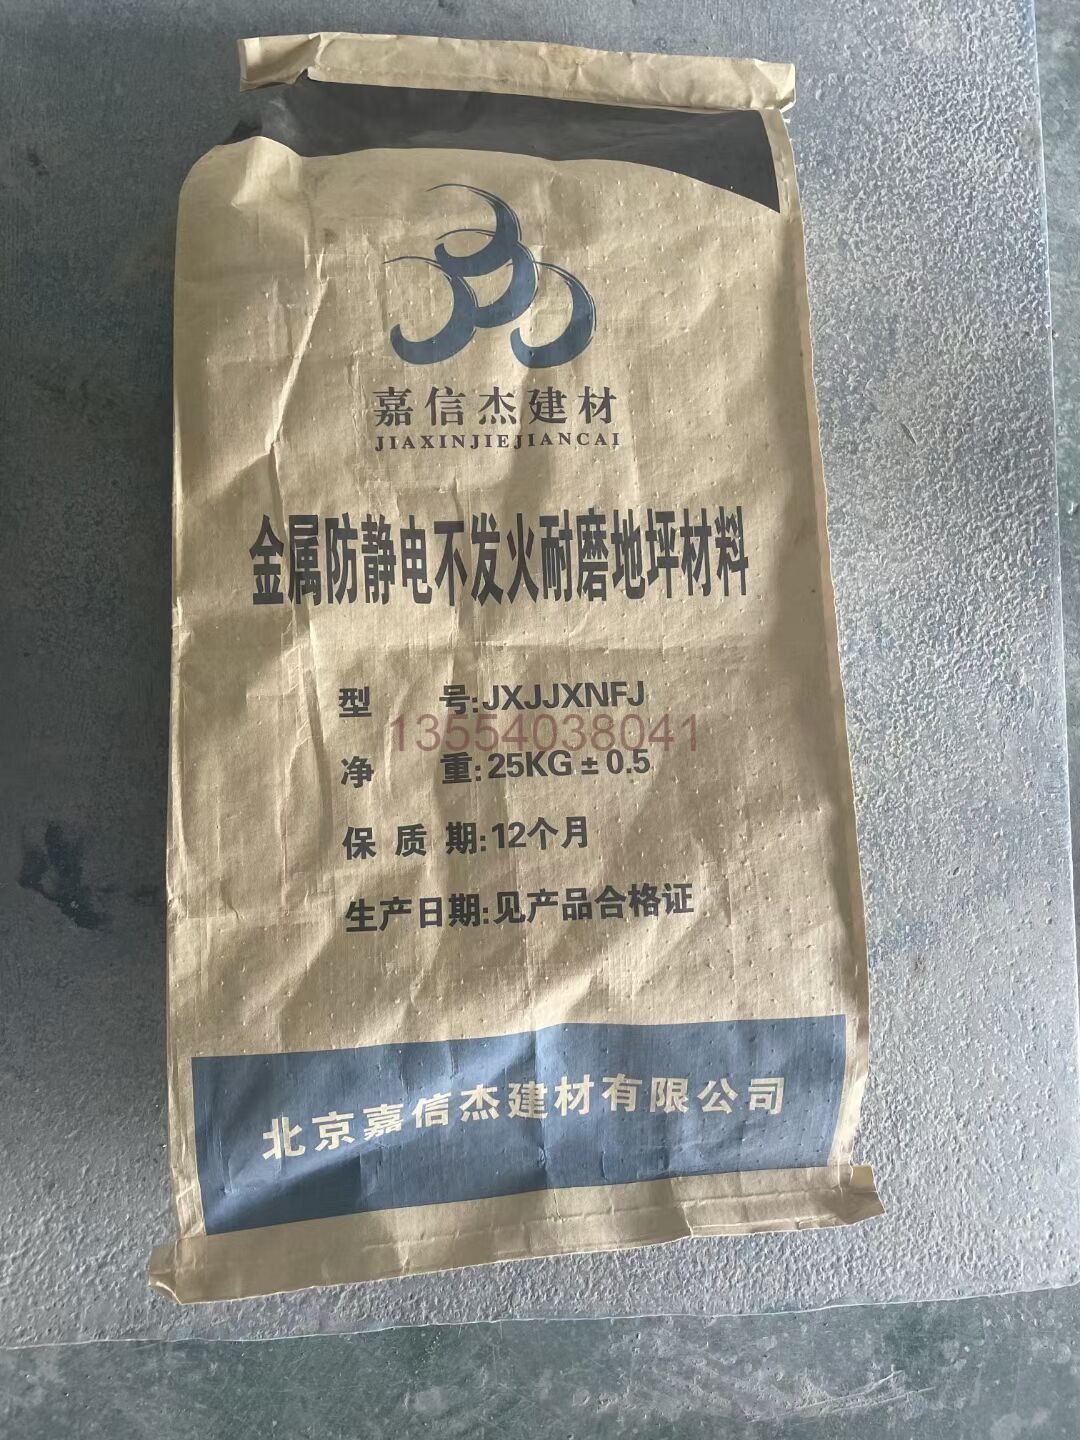 嘉信杰建材
JIAXINJIEJIANCAI
金属防静电不发火耐磨地坪材料
型 号:JXJJXNFJ
13554038041
净 重:25KG±0.5
保质期:12个月
生产日期:见产品合格证
北京嘉信杰建材有限公司